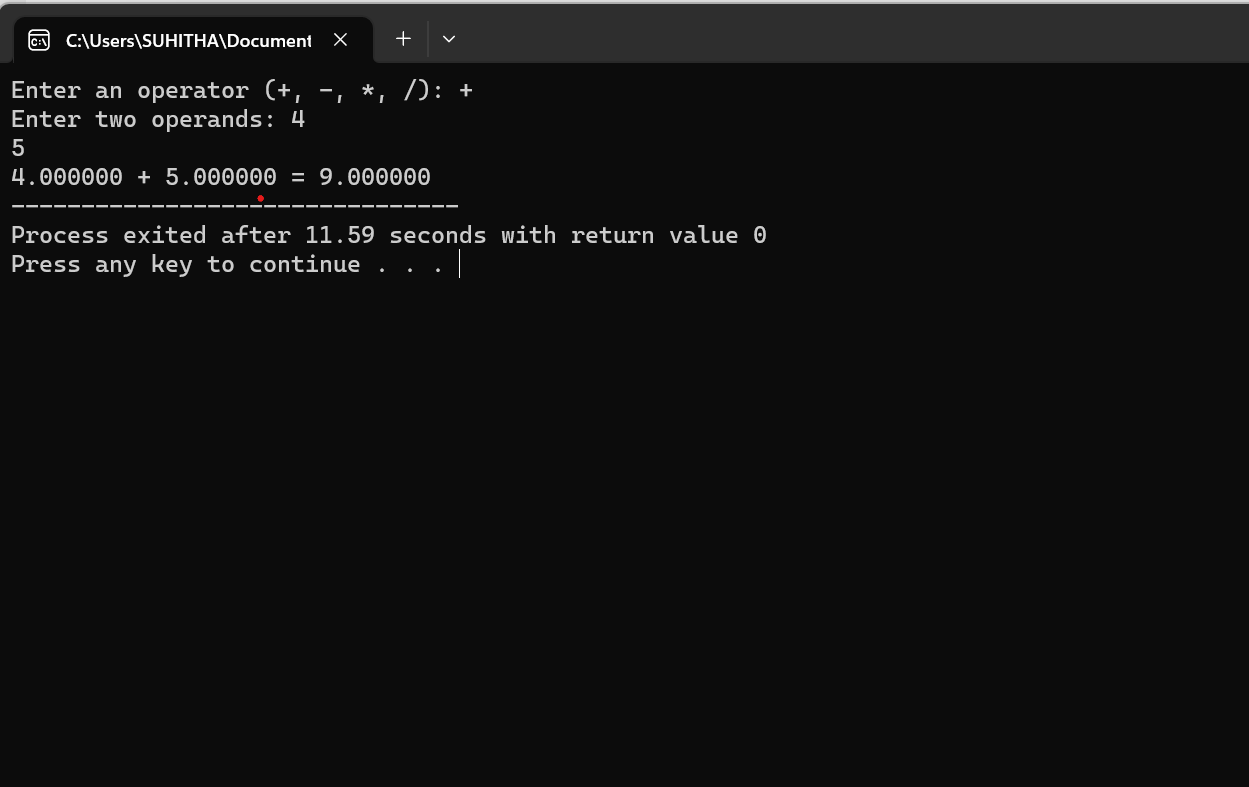 C:\Users\SUHITHA\Document
Enter an operator (+, -, *, /): +
Enter two operands: 4
5
4.000000 + 5.000000 = 9.000000
--------------------------------
Process exited after 11.59 seconds with return value 0
Press any key to continue . . .